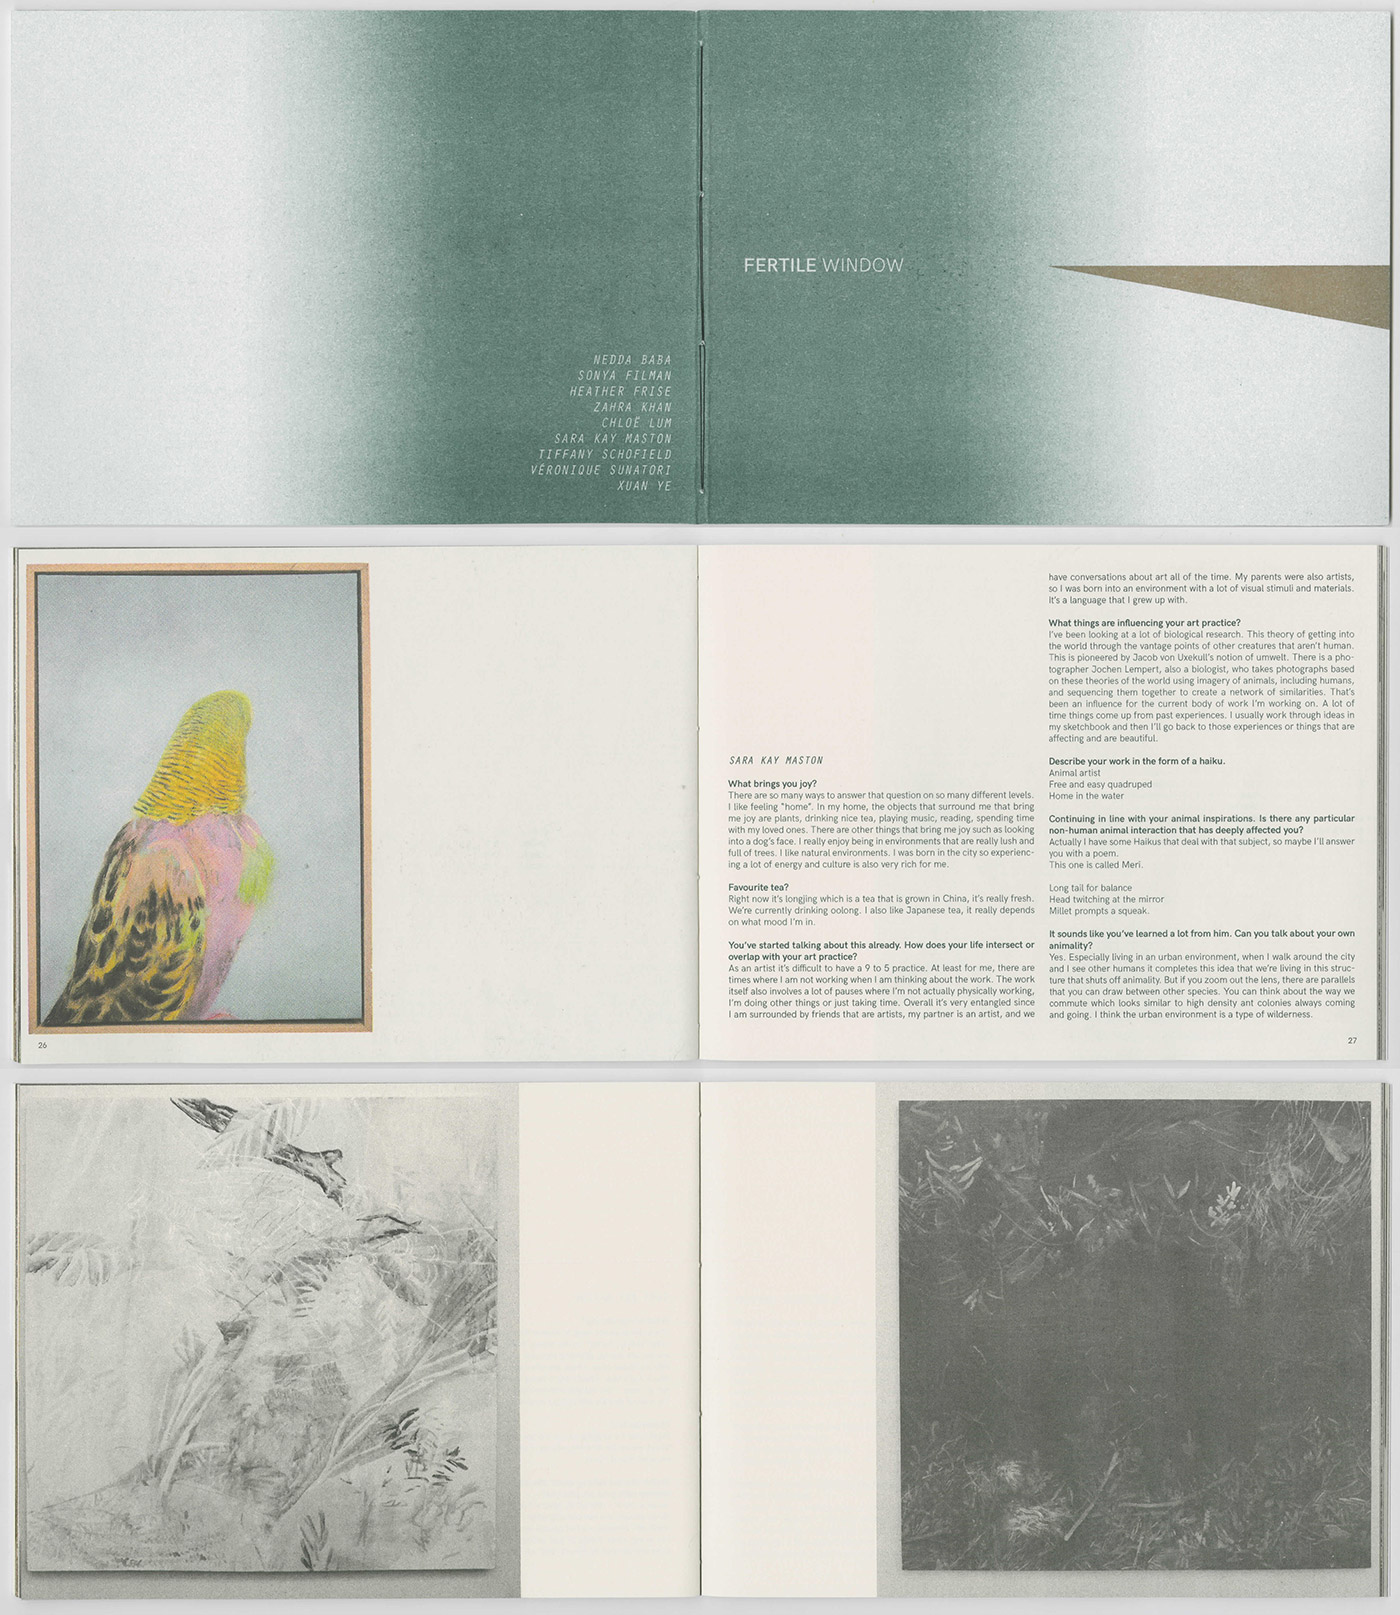 FERTILE WINDOW
NEDDA BABA
SONYA FILMAN
HEATHER FRISE
ZAHRA KHAN
CHLOË LUM
SARA KAY MASTON
TIFFANY SCHOFIELD
VÉRONIQUE SUNATORI
XUAN YE
SARA KAY MASTON
What brings you joy?
There are so many ways to answer that question on so many different levels.
I like feeling "home". In my home, the objects that surround me that bring
me joy are plants, drinking nice tea, playing music, reading, spending time
with my loved ones. There are other things that bring me joy such as looking
into a dog's face. I really enjoy being in environments that are really lush and
full of trees. I like natural environments. I was born in the city so experienc-
ing a lot of energy and culture is also very rich for me.
Favourite tea?
Right now it's longjing which is a tea that is grown in China, it's really fresh.
We're currently drinking oolong. I also like Japanese tea, it really depends
on what mood I'm in.
You've started talking about this already. How does your life intersect or
overlap with your art practice?
As an artist it's difficult to have a 9 to 5 practice. At least for me, there are
times where I am not working when I am thinking about the work. The work
itself also involves a lot of pauses where I'm not actually physically working,
I'm doing other things or just taking time. Overall it's very entangled since
I am surrounded by friends that are artists, my partner is an artist, and we
have conversations about art all of the time. My parents were also artists,
so I was born into an environment with a lot of visual stimuli and materials.
It's a language that I grew up with.
What things are influencing your art practice?
I've been looking at a lot of biological research. This theory of getting into
the world through the vantage points of other creatures that aren't human.
This is pioneered by Jacob von Uxekull's notion of umwelt. There is a pho-
tographer Jochen Lempert, also a biologist, who takes photographs based
on these theories of the world using imagery of animals, including humans,
and sequencing them together to create a network of similarities. That's
been an influence for the current body of work I'm working on. A lot of
time things come up from past experiences. I usually work through ideas in
my sketchbook and then I'll go back to those experiences or things that are
affecting and are beautiful.
Describe your work in the form of a haiku.
Animal artist
Free and easy quadruped
Home in the water
Continuing in line with your animal inspirations. Is there any particular
non-human animal interaction that has deeply affected you?
Actually I have some Haikus that deal with that subject, so maybe I'll answer
you with a poem.
This one is called Meri.
Long tail for balance
Head twitching at the mirror
Millet prompts a squeak.
It sounds like you've learned a lot from him. Can you talk about your own
animality?
Yes. Especially living in an urban environment, when I walk around the city
and I see other humans it completes this idea that we're living in this struc-
ture that shuts off animality. But if you zoom out the lens, there are parallels
that you can draw between other species. You can think about the way we
commute which looks similar to high density ant colonies always coming
and going. I think the urban environment is a type of wilderness.
26
27